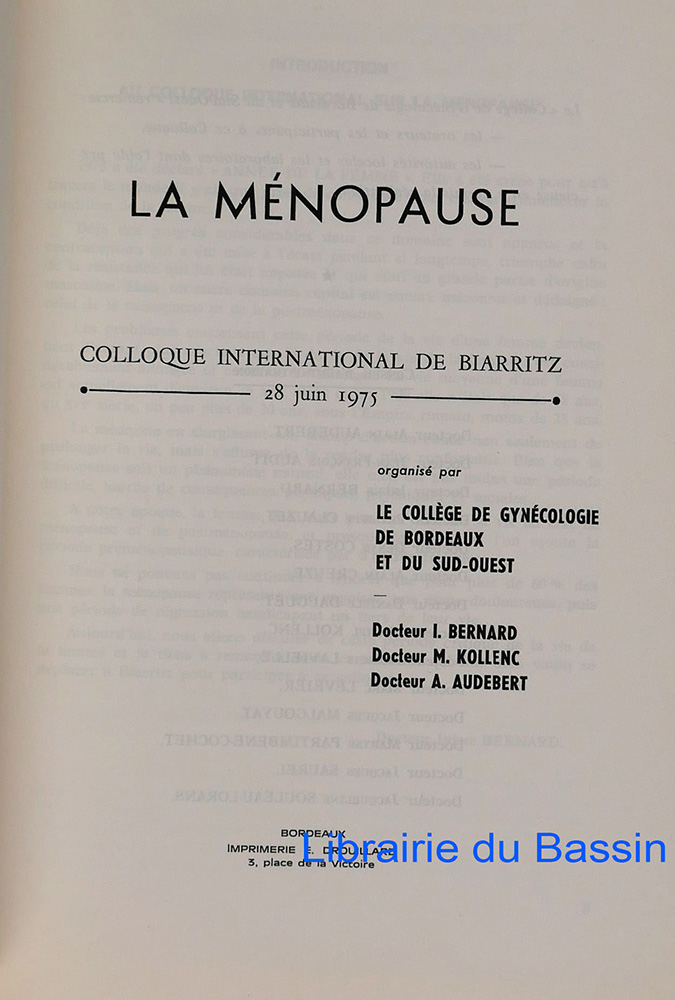 LA MÉNOPAUSE
COLLOQUE INTERNATIONAL DE BIARRITZ
28 juin 1975
organisé par
LE COLLÈGE DE GYNÉCOLOGIE
DE BORDEAUX
ET DU SUD-OUEST
—
Docteur I. BERNARD
Docteur M. KOLLENC
Docteur A. AUDEBERT
BORDEAUX
IMPRIMERIE E. DROUILLARD
3, place de la Victoire
Librairie du Bassin